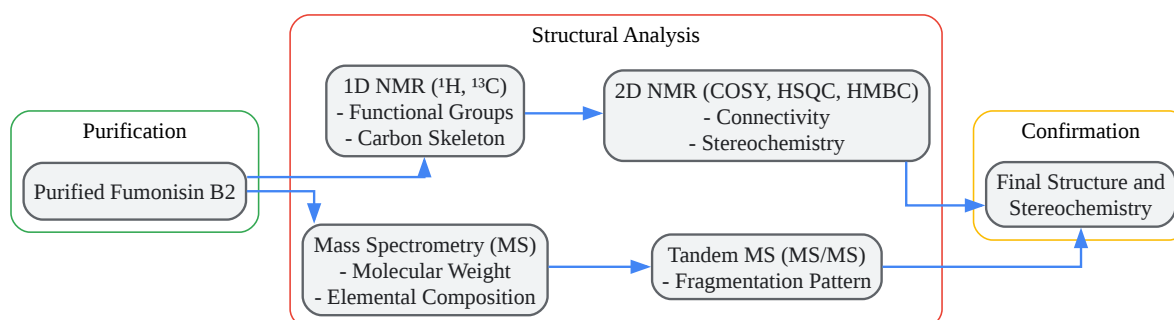 Structural Analysis
Purification
Purified Fumonisin B2
1D NMR (¹H, ¹³C)
- Functional Groups
- Carbon Skeleton
2D NMR (COSY, HSQC, HMBC)
- Connectivity
- Stereochemistry
Mass Spectrometry (MS)
- Molecular Weight
- Elemental Composition
Tandem MS (MS/MS)
- Fragmentation Pattern
Confirmation
Final Structure and
Stereochemistry